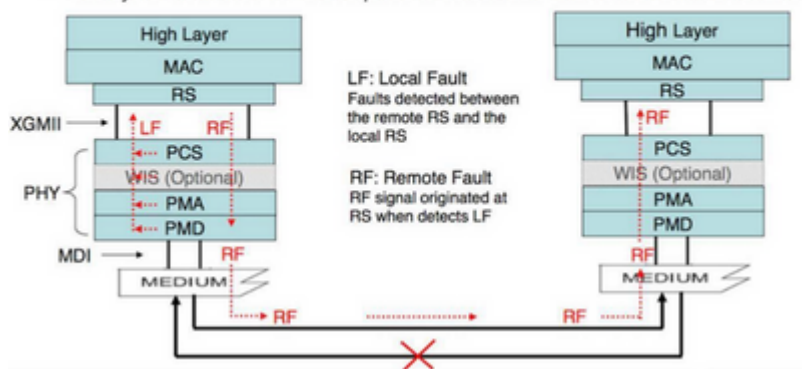 High Layer
MAC
RS
XGMII
LF
RF
PCS
WIS (Optional)
PHY
PMA
PMD
MDI
RF
MEDIUM
RF
LF: Local Fault
Faults detected between
the remote RS and the
local RS
RF: Remote Fault
RF signal originated at
RS when detects LF
High Layer
MAC
RS
RF
PCS
WIS (Optional)
PMA
PMD
RF
MEDIUM
RF